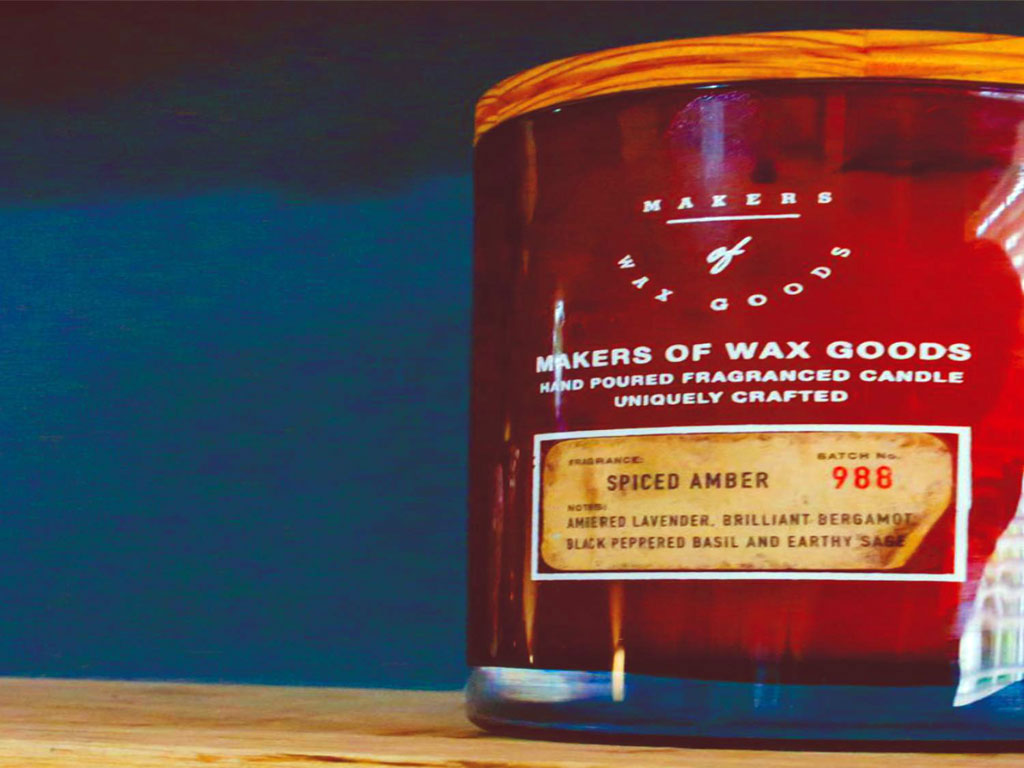 MAKERS
of
WAX GOODS
MAKERS OF WAX GOODS
HAND POURED FRAGRANCED CANDLE
UNIQUELY CRAFTED
FRAGRANCE:
SPICED AMBER
BATCH No.
988
NOTES:
AMBERED LAVENDER, BRILLIANT BERGAMOT,
BLACK PEPPERED BASIL AND EARTHY SAGE